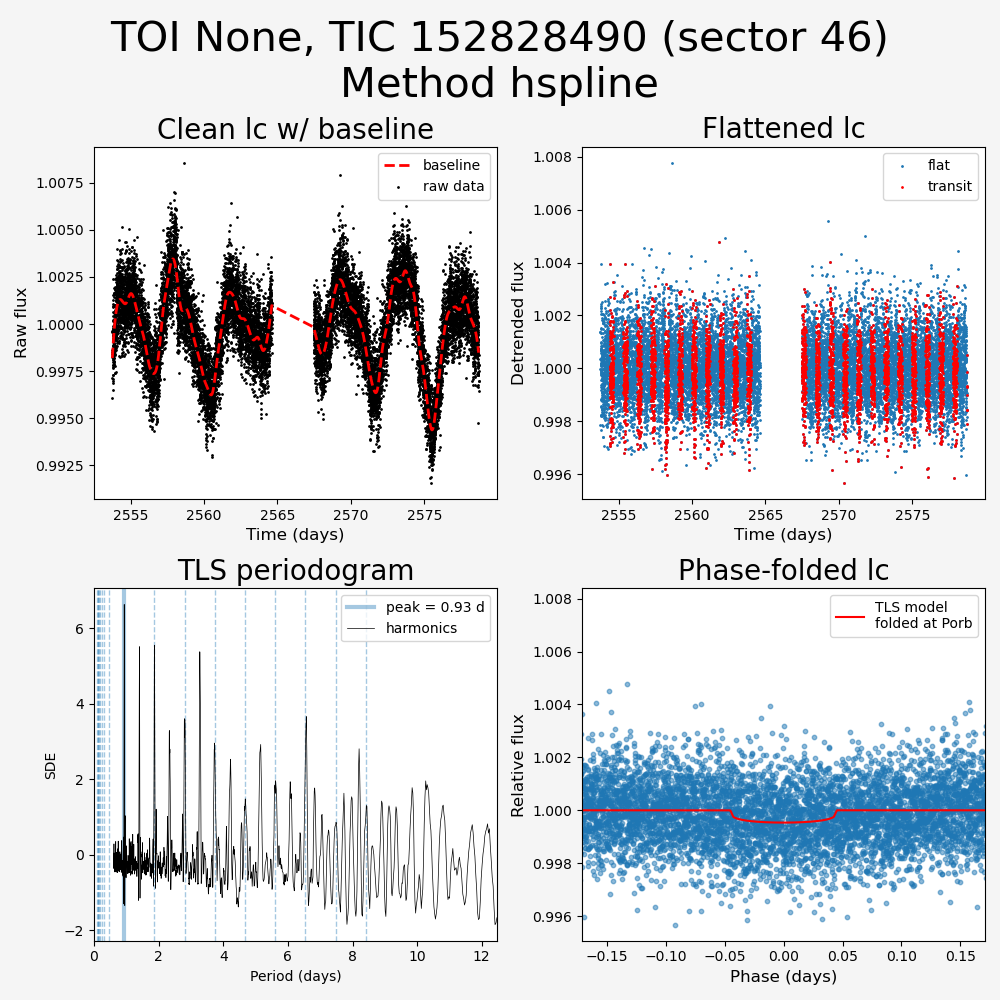 TOI None, TIC 152828490 (sector 46)
Method hspline
Clean lc w/ baseline
baseline
raw data
1.0075
1.0050
1.0025
1.0000
0.9975
0.9950
0.9925
Raw flux
2555 2560 2565 2570 2575
Time (days)
Flattened lc
flat
transit
1.008
1.006
1.004
1.002
1.000
0.998
0.996
Detrended flux
2555 2560 2565 2570 2575
Time (days)
TLS periodogram
peak = 0.93 d
harmonics
6
4
2
0
−2
SDE
0 2 4 6 8 10 12
Period (days)
Phase-folded lc
TLS model
folded at Porb
1.008
1.006
1.004
1.002
1.000
0.998
0.996
Relative flux
−0.15 −0.10 −0.05 0.00 0.05 0.10 0.15
Phase (days)